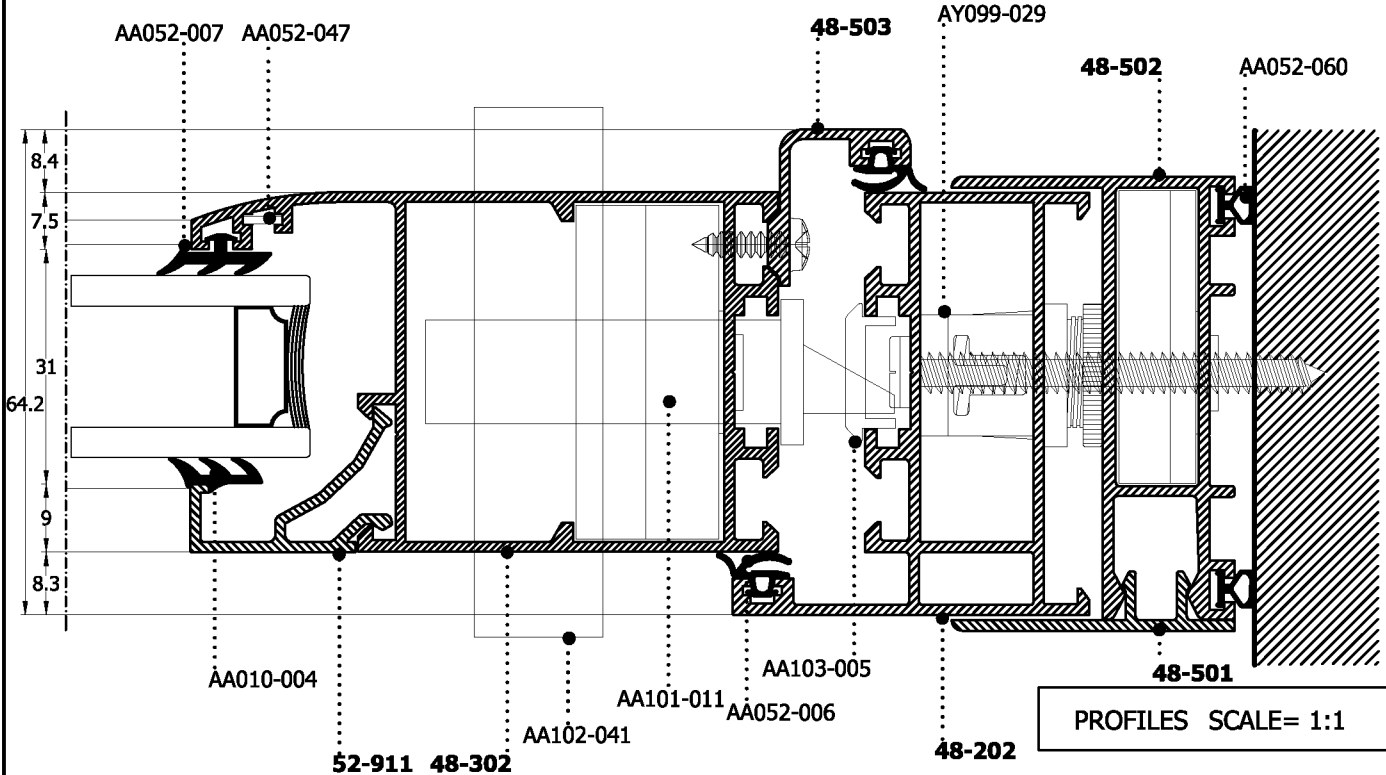 AY099-029
48-503
AA052-007 AA052-047
48-502 AA052-060
8.4
7.5
31
64.2
9
8.3
AA010-004
AA103-005
48-501
AA101-011
AA052-006
PROFILES SCALE= 1:1
AA102-041
48-202
52-911 48-302